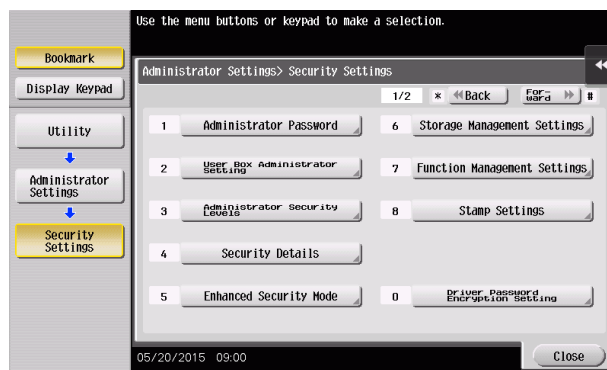 Use the menu buttons or keypad to make a selection.
Bookmark
Display Keypad
Utility
Administrator
Settings
Security
Settings
Administrator Settings> Security Settings
1/2 * Back For-
ward #
1 Administrator Password
2 User Box Administrator
Setting
3 Administrator Security
Levels
4 Security Details
5 Enhanced Security Mode
6 Storage Management Settings
7 Function Management Settings
8 Stamp Settings
0 Driver Password
Encryption Setting
05/20/2015 09:00
Close